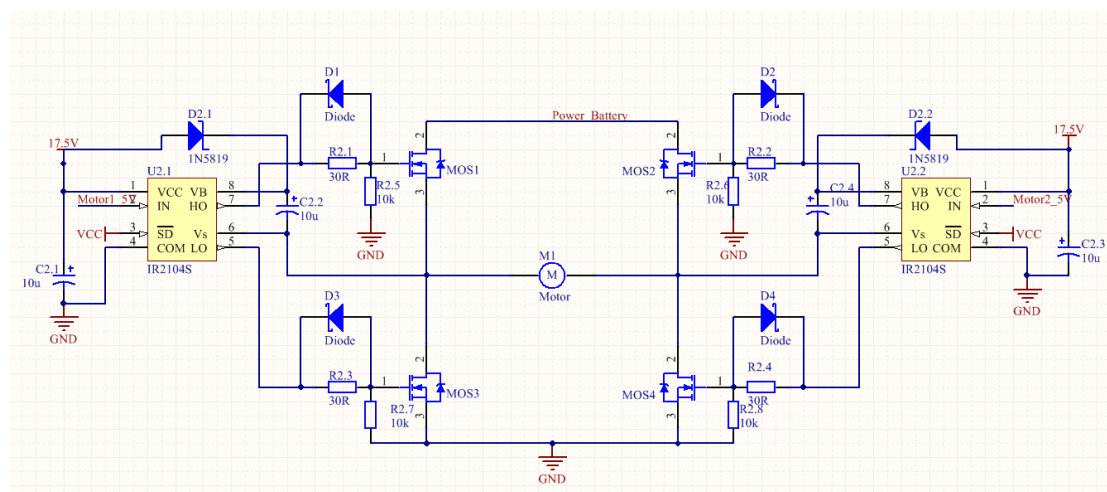 D1
Diode
D2
Diode
D2.1
1N5819
D2.2
1N5819
Power_Battery
17.5V
17.5V
2
2
R2.1
30R
1
MOS1
3
MOS2
3
1
R2.2
30R
U2.1
1 VCC VB 8
Motor1_5V
2 IN HO 7
VCC
3 SD Vs 6
4 COM LO 5
IR2104S
C2.1
10u
GND
C2.2
10u
R2.5
10k
GND
R2.6
10k
GND
C2.4
10u
U2.2
8 VB VCC 1
7 HO IN 2
Motor2_5V
6 Vs SD 3
VCC
5 LO COM 4
IR2104S
C2.3
10u
GND
M1
M
Motor
D3
Diode
D4
Diode
2
2
R2.3
30R
1
MOS3
3
MOS4
3
1
R2.4
30R
R2.7
10k
R2.8
10k
GND